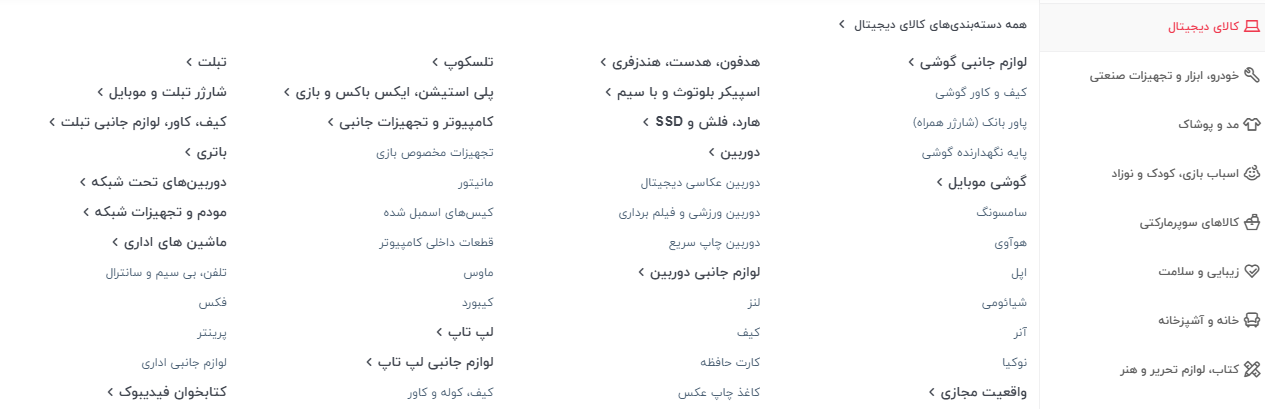 کالای دیجیتال
خودرو، ابزار و تجهیزات صنعتی
مد و پوشاک
اسباب بازی، کودک و نوزاد
کالاهای سوپرمارکتی
زیبایی و سلامت
خانه و آشپزخانه
کتاب، لوازم تحریر و هنر
همه دسته‌بندی‌های کالای دیجیتال
لوازم جانبی گوشی
کیف و کاور گوشی
پاور بانک (شارژر همراه)
پایه نگهدارنده گوشی
گوشی موبایل
سامسونگ
هوآوی
اپل
شیائومی
آنر
نوکیا
واقعیت مجازی
هدفون، هدست، هندزفری
اسپیکر بلوتوث و با سیم
هارد، فلش و SSD
دوربین
دوربین عکاسی دیجیتال
دوربین ورزشی و فیلم برداری
دوربین چاپ سریع
لوازم جانبی دوربین
لنز
کیف
کارت حافظه
کاغذ چاپ عکس
تلسکوپ
پلی استیشن، ایکس باکس و بازی
کامپیوتر و تجهیزات جانبی
تجهیزات مخصوص بازی
مانیتور
کیس‌های اسمبل شده
قطعات داخلی کامپیوتر
ماوس
کیبورد
لپ تاپ
لوازم جانبی لپ تاپ
کیف، کوله و کاور
تبلت
شارژر تبلت و موبایل
کیف، کاور، لوازم جانبی تبلت
باتری
دوربین‌های تحت شبکه
مودم و تجهیزات شبکه
ماشین های اداری
تلفن، بی سیم و سانترال
فکس
پرینتر
لوازم جانبی اداری
کتابخوان فیدیبوک